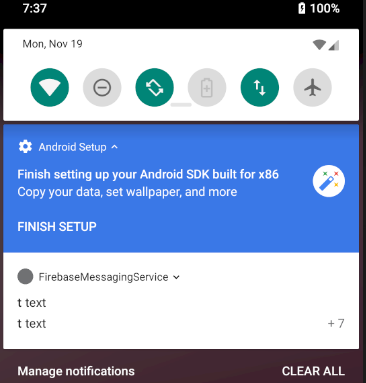 7:37
100%
Mon, Nov 19
Android Setup
Finish setting up your Android SDK built for x86
Copy your data, set wallpaper, and more
FINISH SETUP
FirebaseMessagingService
t text
t text
+ 7
Manage notifications
CLEAR ALL